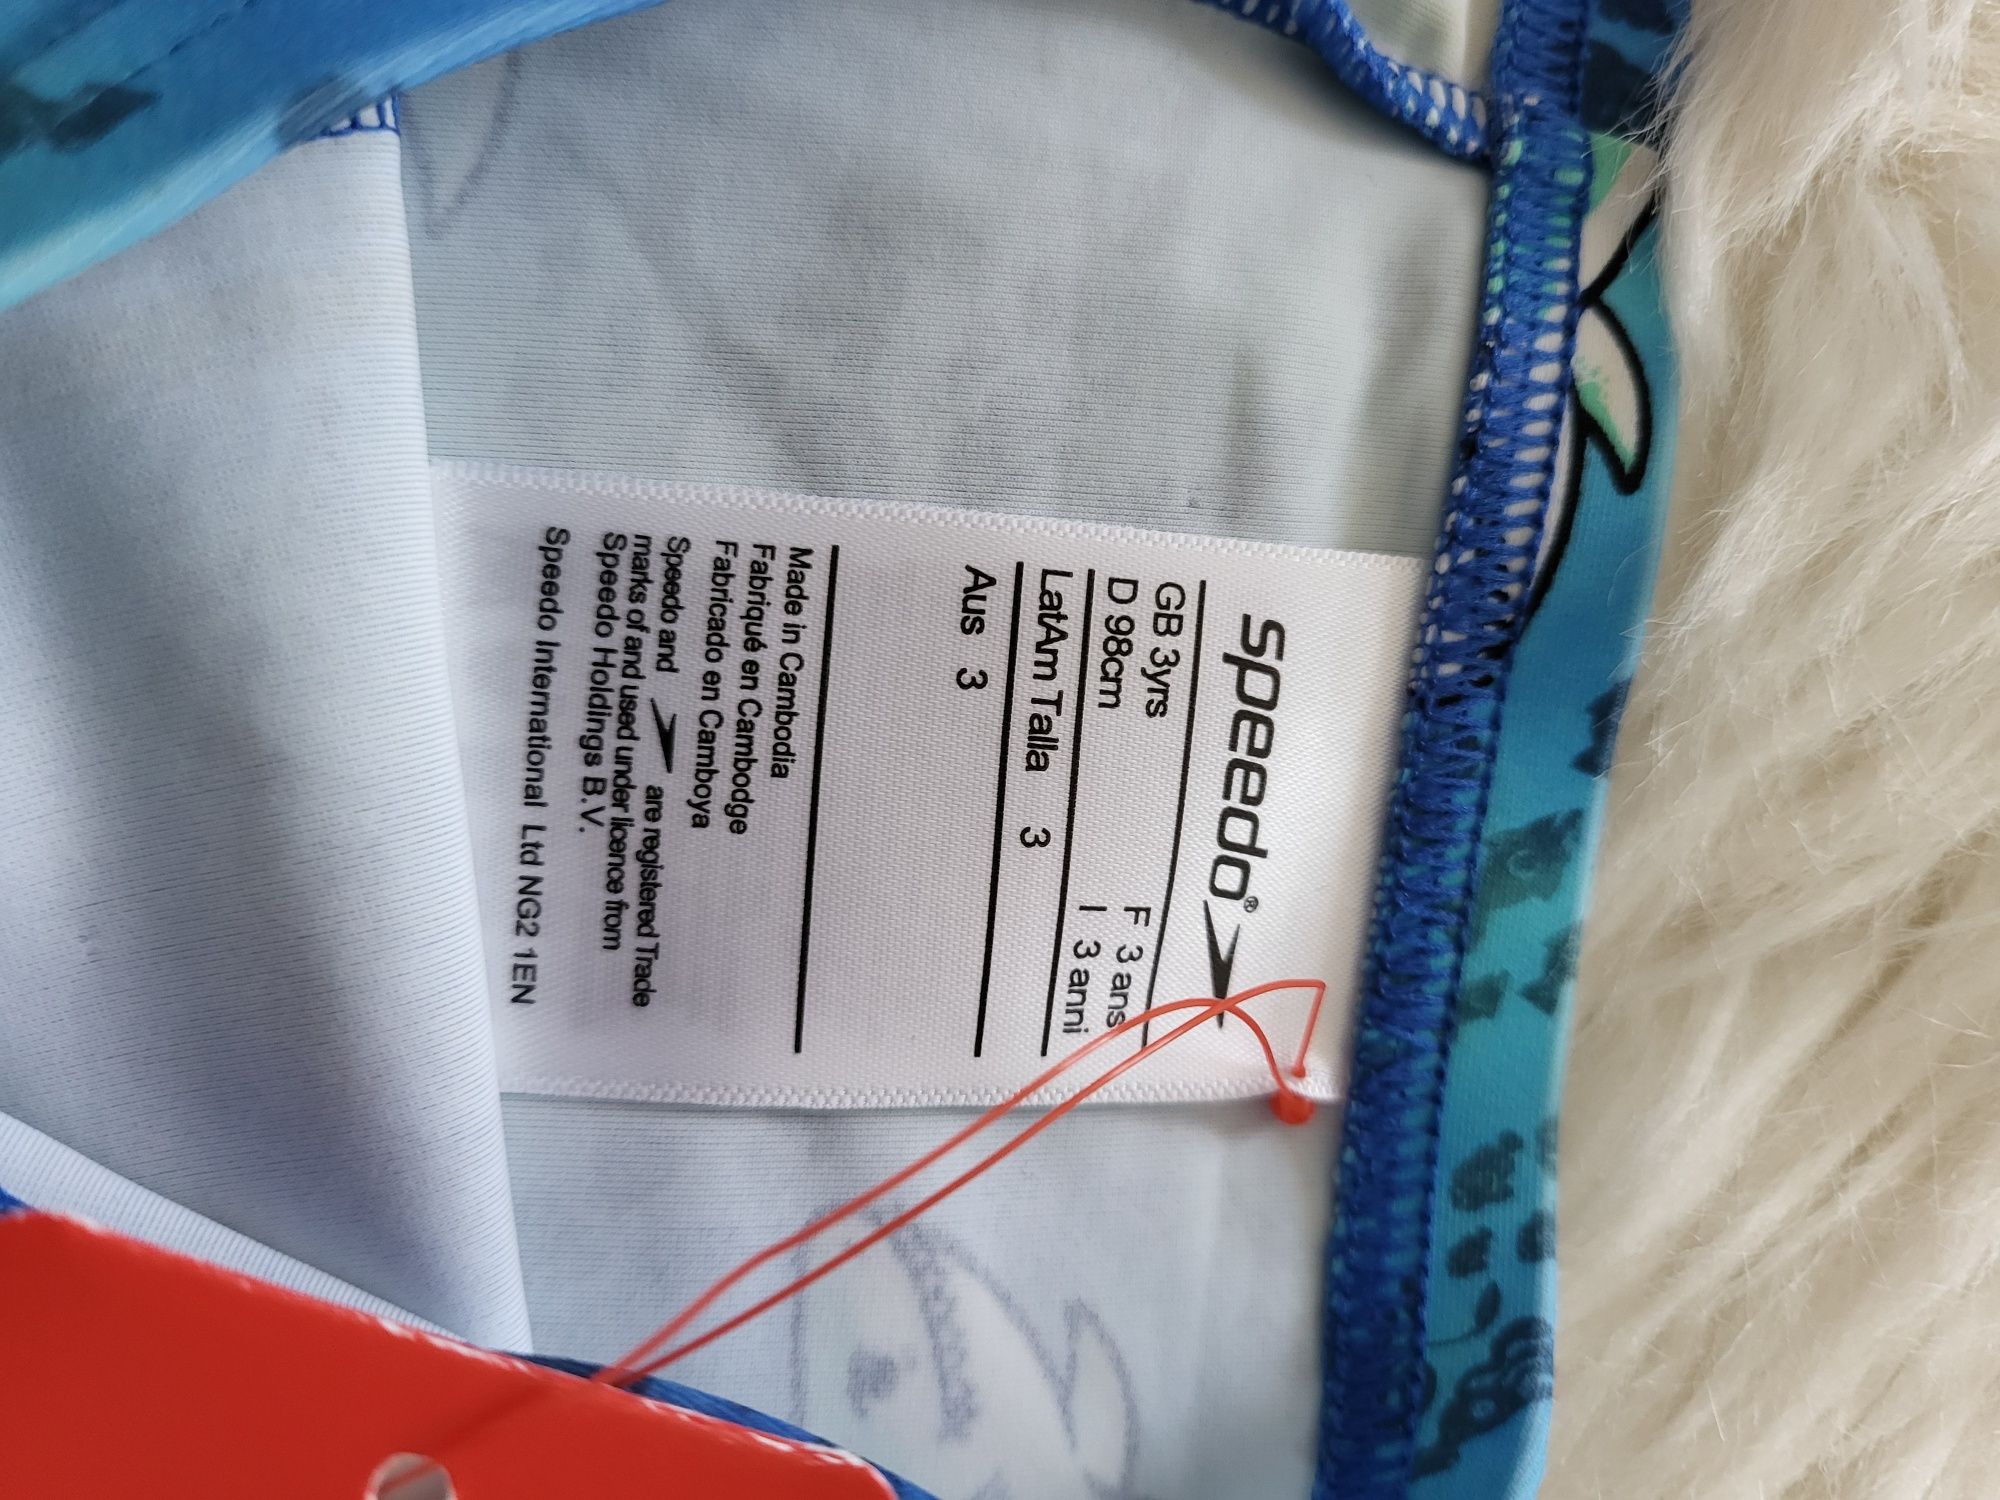 speedo®
GB 3yrs F 3 ans
D 98cm I 3 anni
LatAm Talla 3
Aus 3
Made in Cambodia
Fabriqué en Cambodge
Fabricado en Camboya
Speedo and are registered Trade
marks of and used under licence from
Speedo Holdings B.V.
Speedo International Ltd NG2 1EN